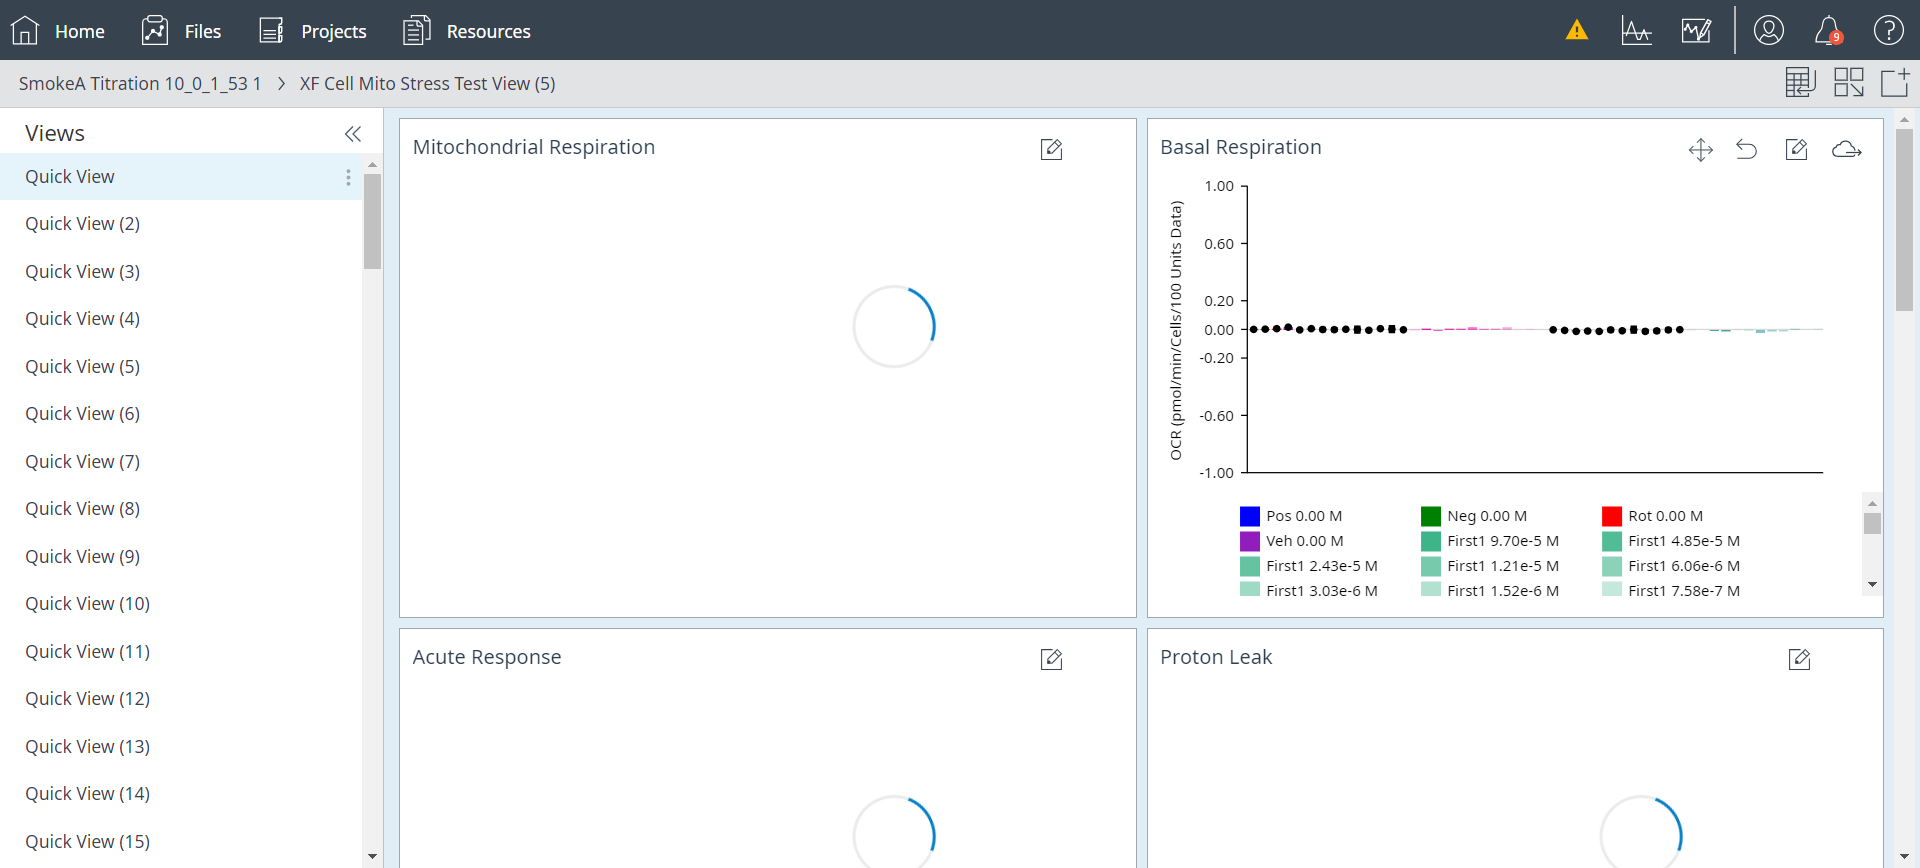 Home Files Projects Resources
9
SmokeA Titration 10_0_1_53 1 > XF Cell Mito Stress Test View (5)
Views
Quick View
Quick View (2)
Quick View (3)
Quick View (4)
Quick View (5)
Quick View (6)
Quick View (7)
Quick View (8)
Quick View (9)
Quick View (10)
Quick View (11)
Quick View (12)
Quick View (13)
Quick View (14)
Quick View (15)
Mitochondrial Respiration
Basal Respiration
OCR (pmol/min/Cells/100 Units Data)
1.00
0.60
0.20
0.00
-0.20
-0.60
-1.00
Pos 0.00 M Neg 0.00 M Rot 0.00 M
Veh 0.00 M First1 9.70e-5 M First1 4.85e-5 M
First1 2.43e-5 M First1 1.21e-5 M First1 6.06e-6 M
First1 3.03e-6 M First1 1.52e-6 M First1 7.58e-7 M
Acute Response
Proton Leak